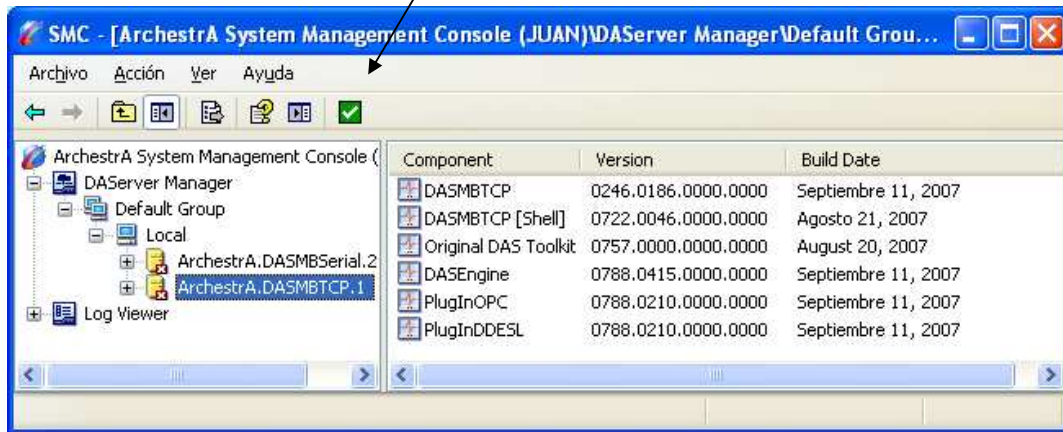 SMC - [ArchestrA System Management Console (JUAN)\DAServer Manager\Default Grou...
Archivo Acción Ver Ayuda
ArchestrA System Management Console (
DAServer Manager
Default Group
Local
ArchestrA.DASMBSerial.2
ArchestrA.DASMBTCP.1
Log Viewer
Component Version Build Date
DASMBTCP 0246.0186.0000.0000 Septiembre 11, 2007
DASMBTCP [Shell] 0722.0046.0000.0000 Agosto 21, 2007
Original DAS Toolkit 0757.0000.0000.0000 August 20, 2007
DASEngine 0788.0415.0000.0000 Septiembre 11, 2007
PlugInOPC 0788.0210.0000.0000 Septiembre 11, 2007
PlugInDDESL 0788.0210.0000.0000 Septiembre 11, 2007